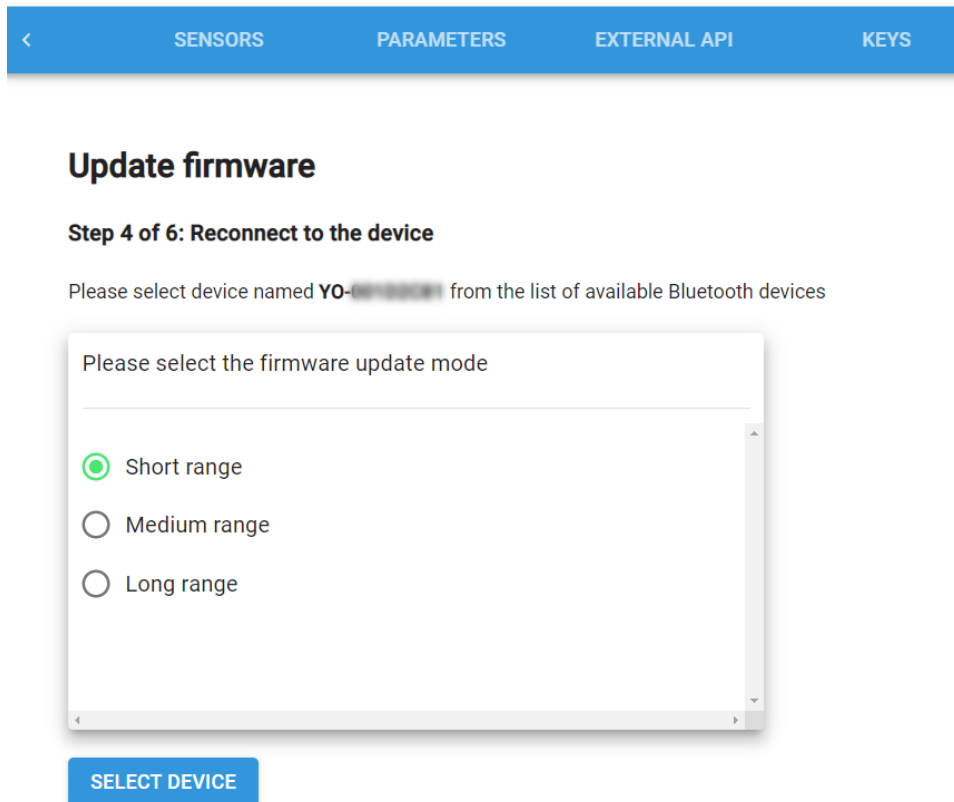 SENSORS PARAMETERS EXTERNAL API KEYS
Update firmware
Step 4 of 6: Reconnect to the device
Please select device named YO- from the list of available Bluetooth devices
Please select the firmware update mode
Short range
Medium range
Long range
SELECT DEVICE